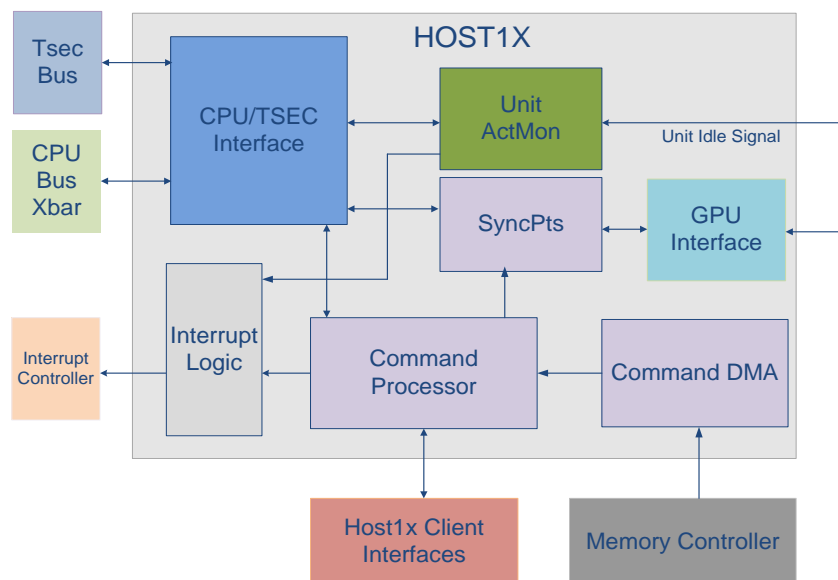 HOST1X
Tsec
Bus
CPU/TSEC
Interface
Unit
ActMon
Unit Idle Signal
CPU
Bus
Xbar
SyncPts
GPU
Interface
Interrupt
Controller
Interrupt
Logic
Command
Processor
Command DMA
Host1x Client
Interfaces
Memory Controller